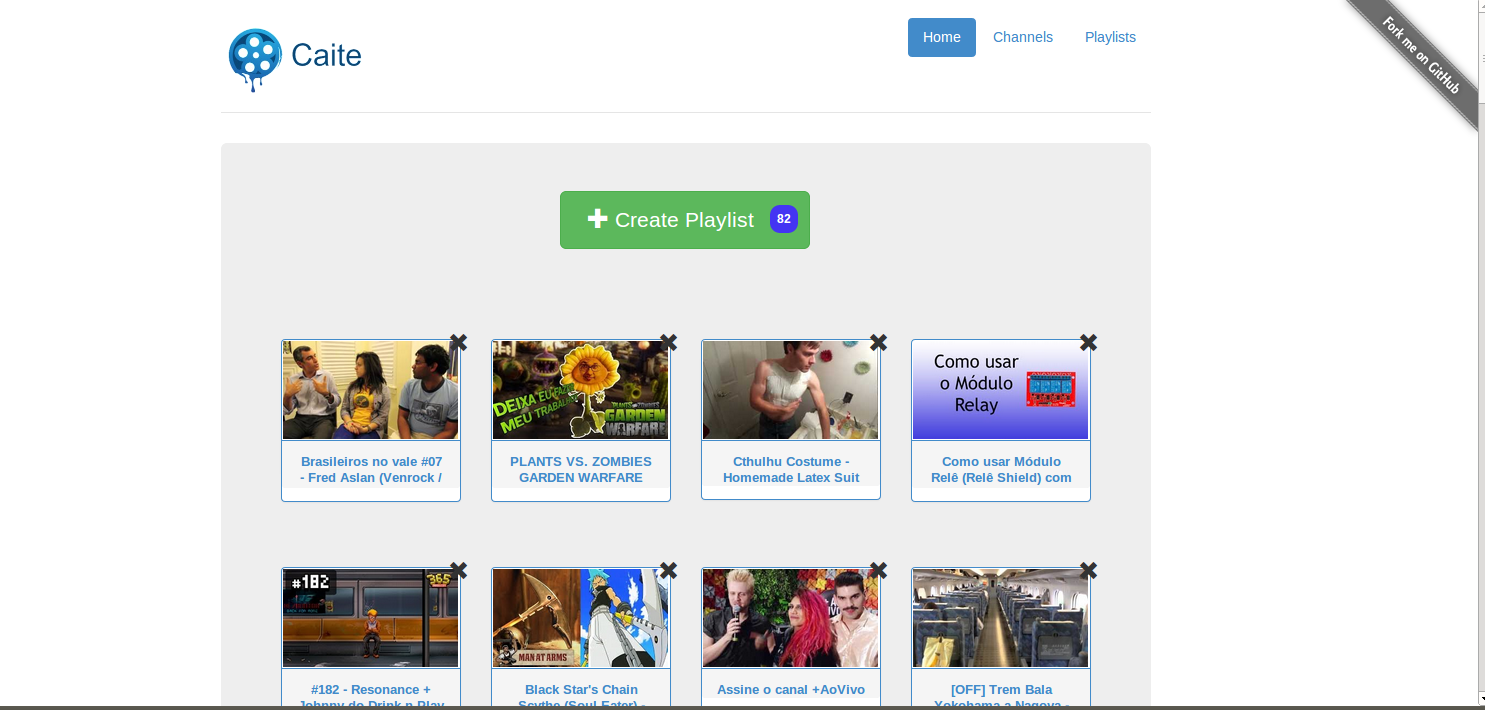 Caite
Home
Channels
Playlists
Fork me on GitHub
Create Playlist
82
DEIXA EU FAZER
MEU TRABALHO
PLANTS VS ZOMBIES
GARDEN
WARFARE
Como usar
o Módulo
Relay
Brasileiros no vale #07
- Fred Aslan (Venrock /
PLANTS VS. ZOMBIES
GARDEN WARFARE
Cthulhu Costume -
Homemade Latex Suit
Como usar Módulo
Relê (Relê Shield) com
#182
365
MAN AT ARMS
#182 - Resonance +
Johnny do Drink n Play
Black Star's Chain
Scythe (Soul Eater) -
Assine o canal +AoVivo
[OFF] Trem Bala
Yokohama a Nagoya -